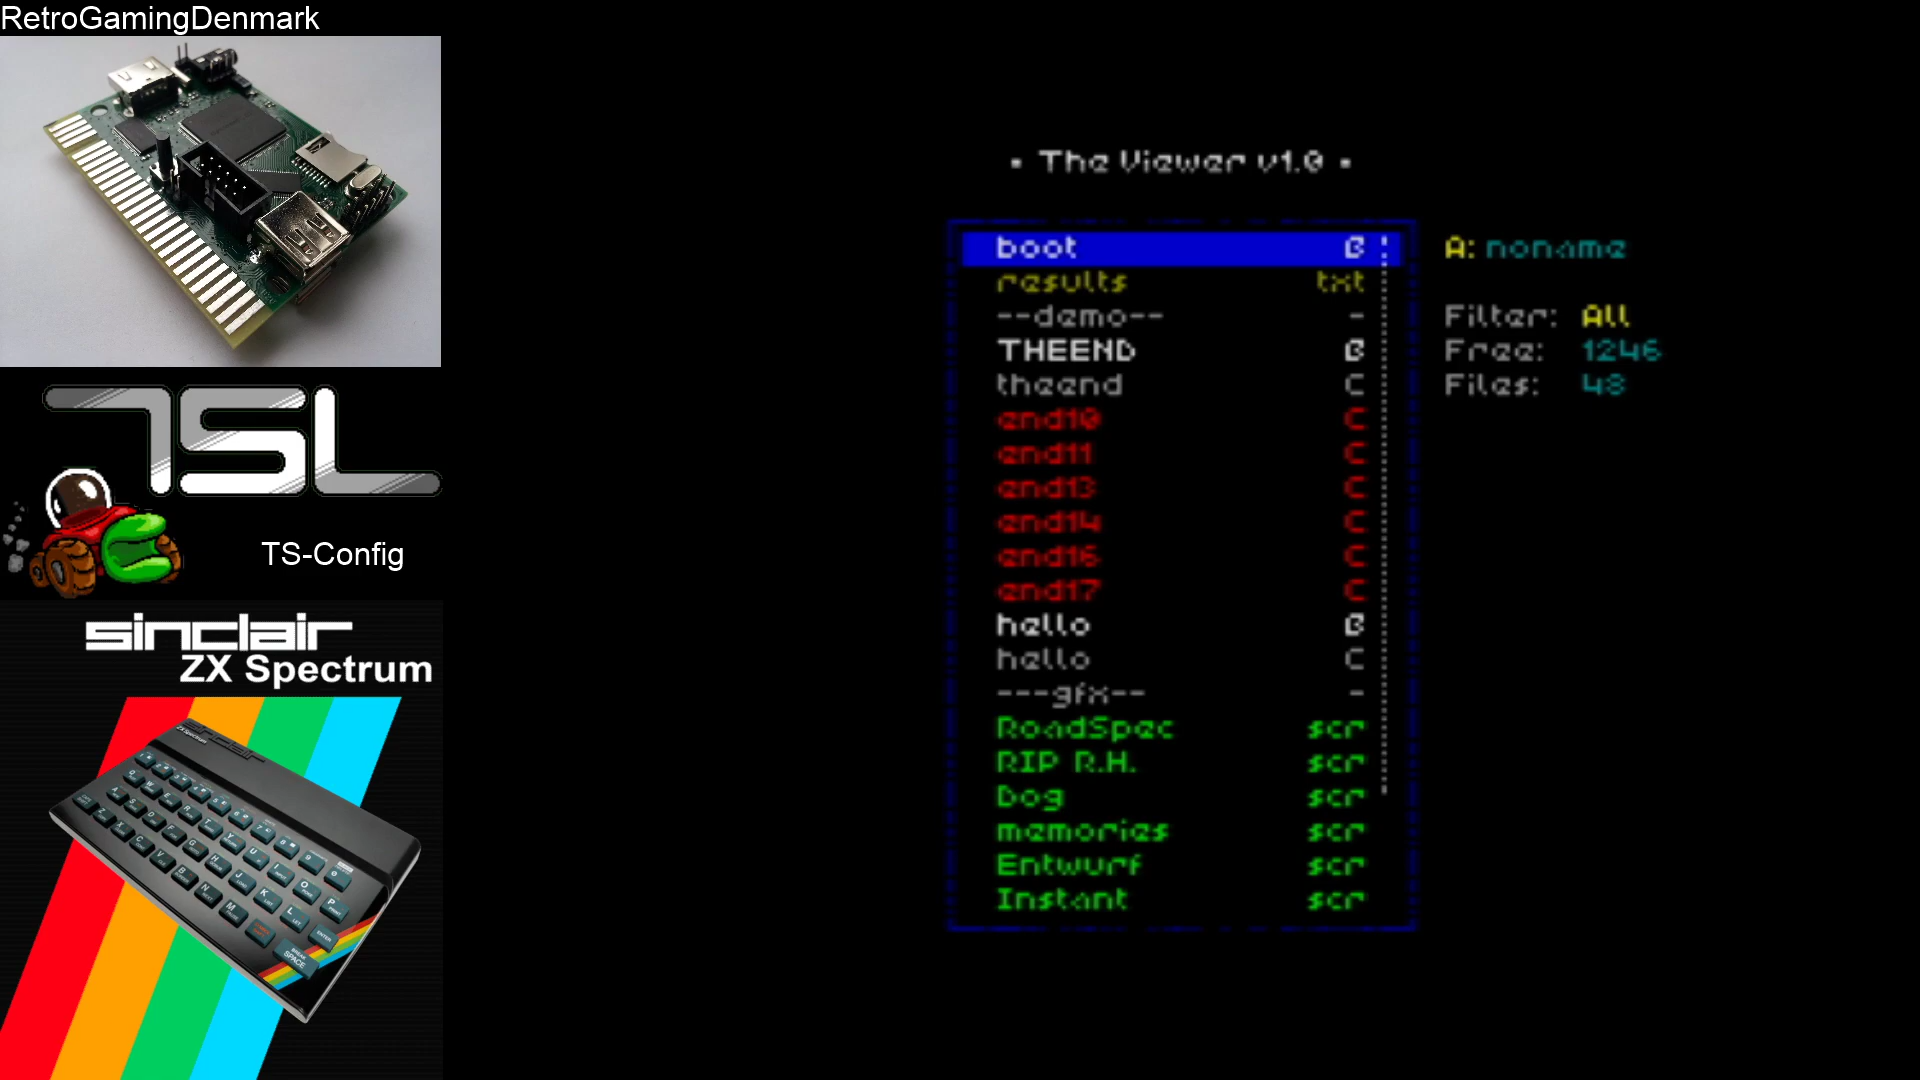 RetroGamingDenmark
TSL
TS-Config
sinclair
ZX Spectrum
• The Viewer v1.0 •
boot B
results txt
--demo-- -
THEEND B
theend C
end10 C
end11 C
end13 C
end14 C
end16 C
end17 C
hello B
hello C
---gfx-- -
RoadSpec scr
RIP R.H. scr
Dog scr
memories scr
Entwurf scr
Instant scr
A: noname
Filter: All
Free: 1246
Files: 48